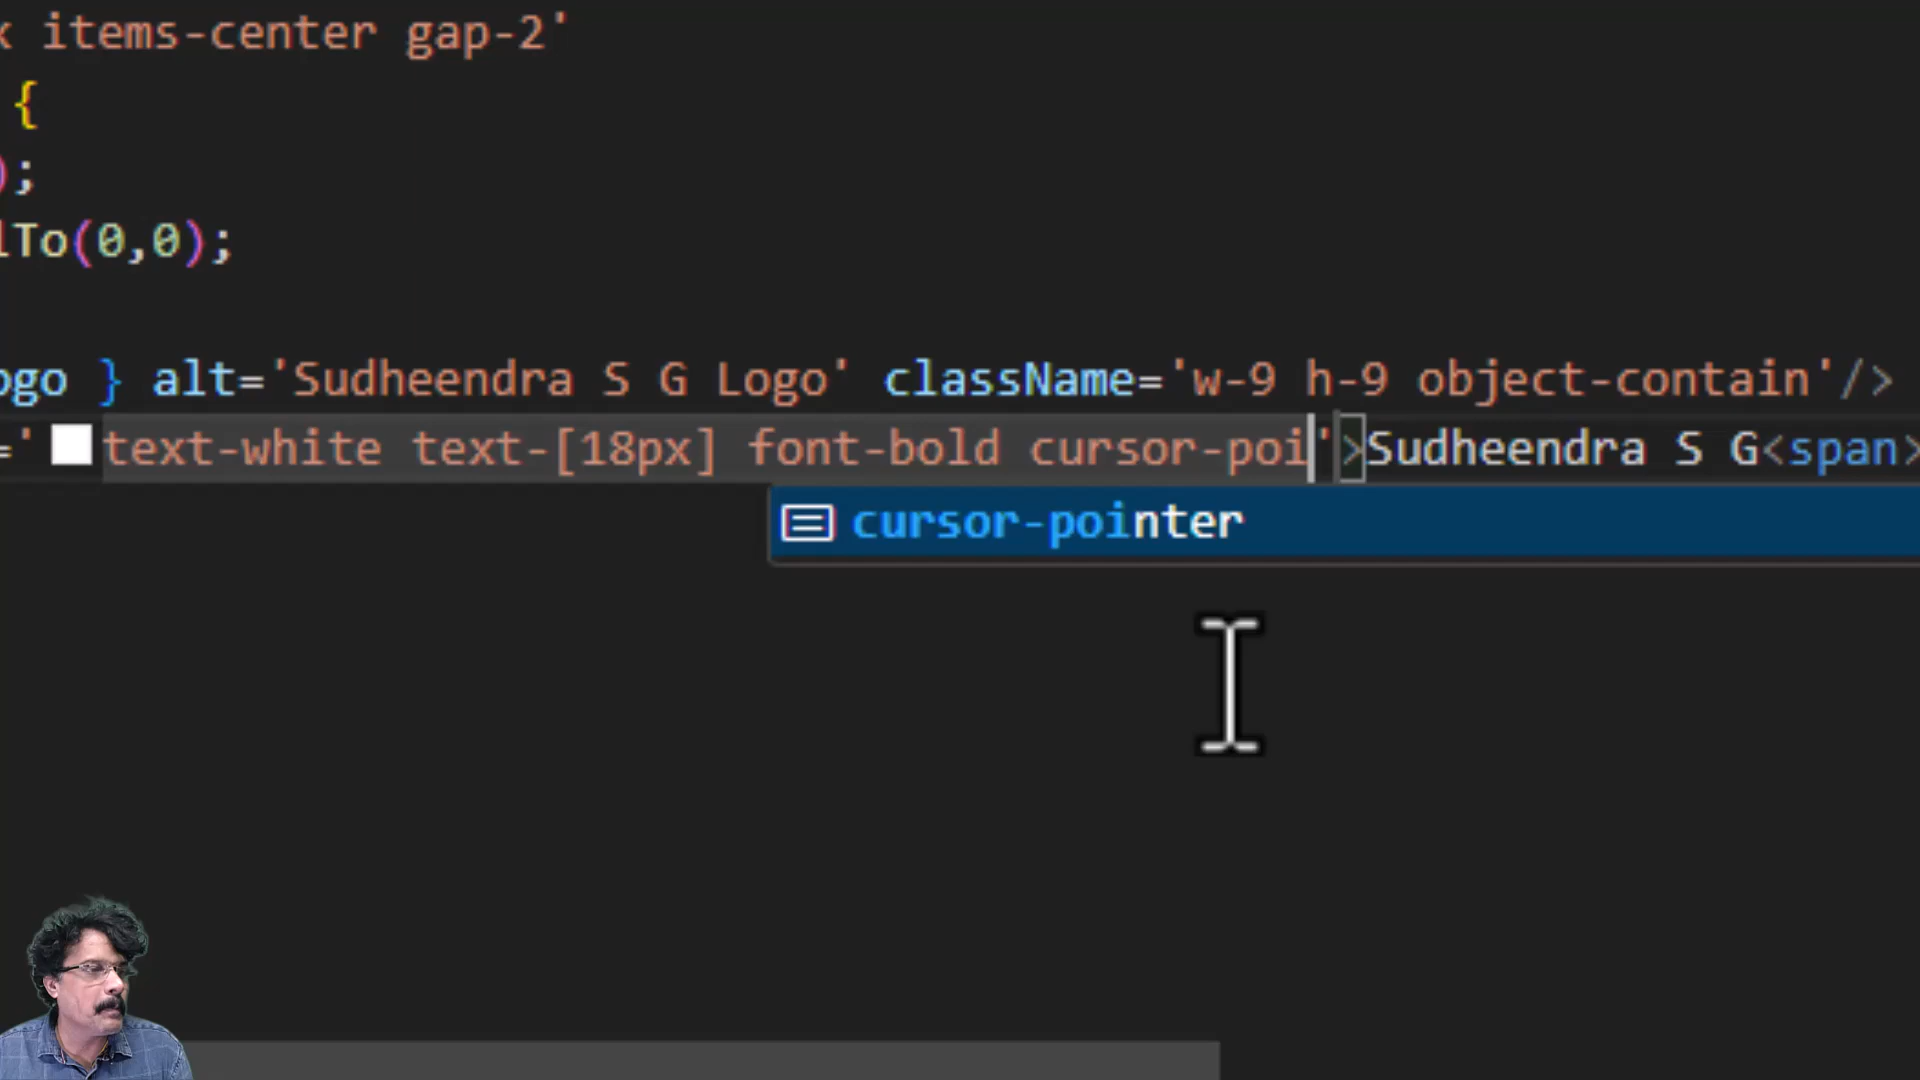 x items-center gap-2'
{
);
lTo(0,0);
ogo } alt='Sudheendra S G Logo' className='w-9 h-9 object-contain'/>
=' text-white text-[18px] font-bold cursor-poi'>Sudheendra S G<span>
cursor-pointer